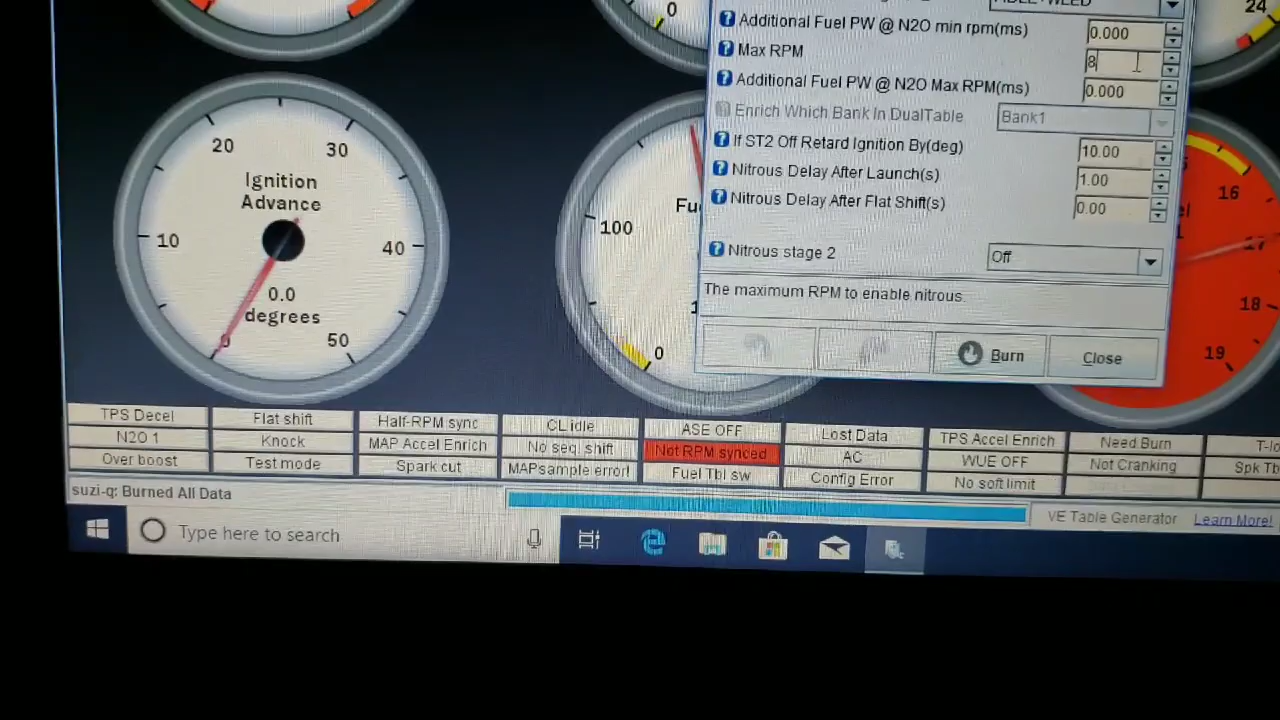 0
24
Additional Fuel PW @ N2O min rpm(ms) 0.000
Max RPM 8
Additional Fuel PW @ N2O Max RPM(ms) 0.000
Enrich Which Bank In DualTable Bank1
If ST2 Off Retard Ignition By(deg) 10.00
Nitrous Delay After Launch(s) 1.00
Nitrous Delay After Flat Shift(s) 0.00
Nitrous stage 2 Off
The maximum RPM to enable nitrous.
Burn Close
20 30
Ignition
Advance
10 40
0.0
degrees
0 50
100
0
16
17
18
19
TPS Decel Flat shift Half-RPM sync CL idle ASE OFF Lost Data TPS Accel Enrich Need Burn
N2O 1 Knock MAP Accel Enrich No seq. shift Not RPM synced AC WUE OFF Not Cranking
Over boost Test mode Spark cut MAPsample error! Fuel Tbl sw Config Error No soft limit
suzi-q: Burned All Data VE Table Generator Learn More!
Type here to search